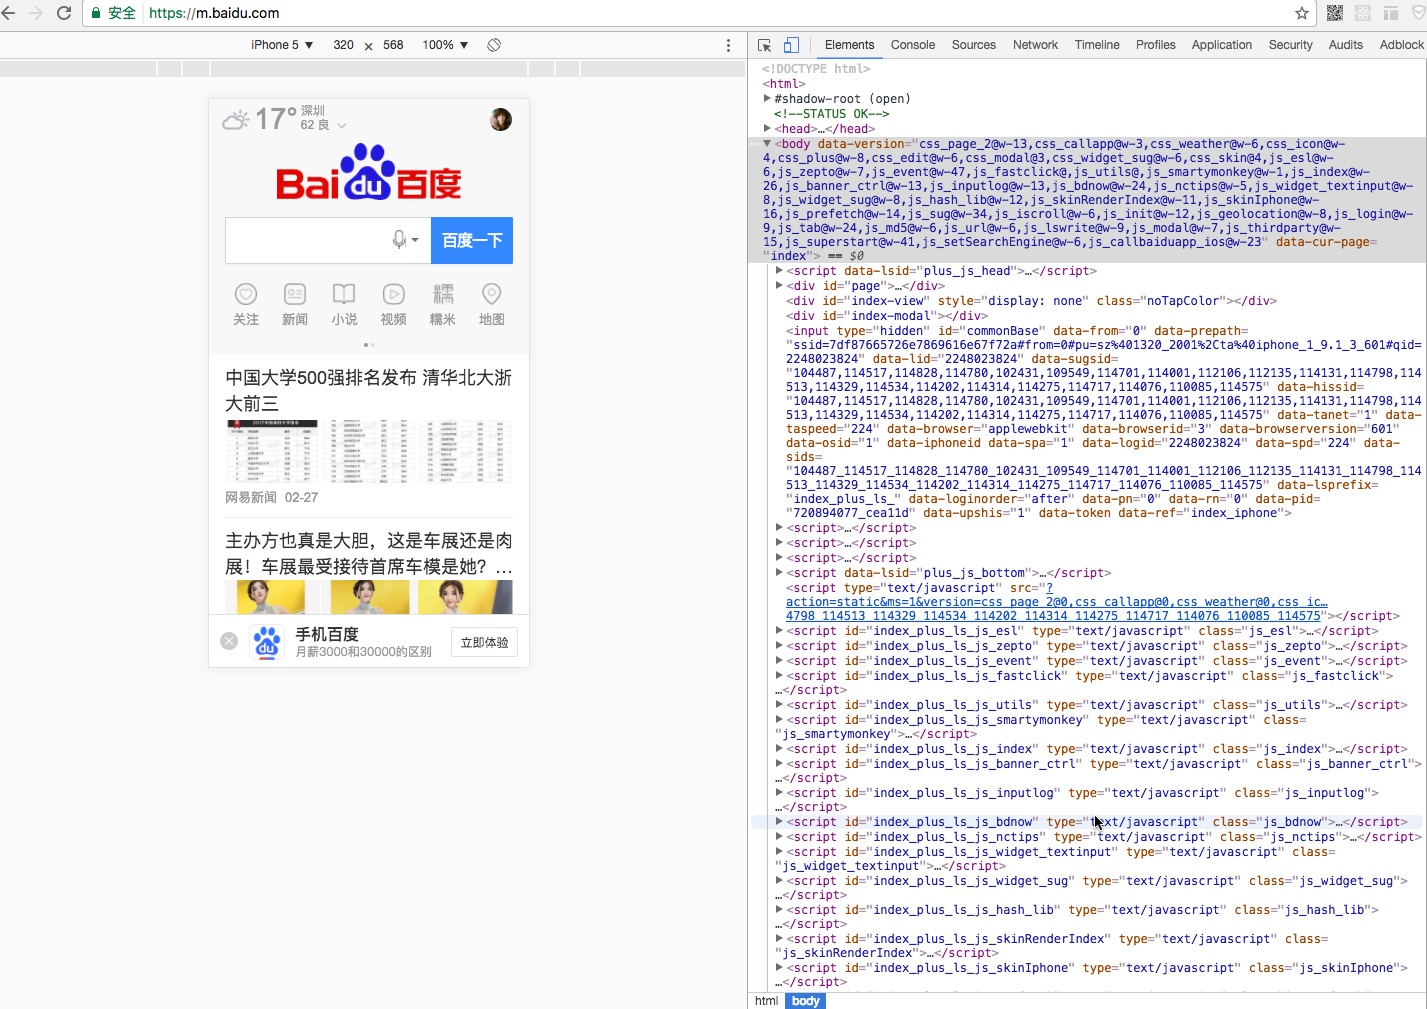 安全 https://m.baidu.com
iPhone 5 ▼ 320 × 568 100% ▼
Elements Console Sources Network Timeline Profiles Application Security Audits Adblock
17° 深圳
62 良
Bai du 百度
百度一下
关注 新闻 小说 视频 糯米 地图
中国大学500强排名发布 清华北大浙
大前三
网易新闻 02-27
主办方也真是大胆，这是车展还是肉
展！车展最受接待首席车模是她？...
du
手机百度
月薪3000和30000的区别
立即体验
<!DOCTYPE html>
<html>
#shadow-root (open)
<!--STATUS OK-->
<head>…</head>
<body data-version="css_page_2@w-13,css_callapp@w-3,css_weather@w-6,css_icon@w-
4,css_plus@w-8,css_edit@w-6,css_modal@3,css_widget_sug@w-6,css_skin@4,js_esl@w-
6,js_zepto@w-7,js_event@w-47,js_fastclick@,js_utils@,js_smartymonkey@w-1,js_index@w-
26,js_banner_ctrl@w-13,js_inputlog@w-13,js_bdnow@w-24,js_nctips@w-5,js_widget_textinput@w-
8,js_widget_sug@w-8,js_hash_lib@w-12,js_skinRenderIndex@w-11,js_skinIphone@w-
16,js_prefetch@w-14,js_sug@w-34,js_iscroll@w-6,js_init@w-12,js_geolocation@w-8,js_login@w-
9,js_tab@w-24,js_md5@w-6,js_url@w-6,js_lswrite@w-9,js_modal@w-7,js_thirdparty@w-
15,js_superstart@w-41,js_setSearchEngine@w-6,js_callbaiduapp_ios@w-23" data-cur-page=
"index"> == $0
<script data-lsid="plus_js_head">…</script>
<div id="page">…</div>
<div id="index-view" style="display: none" class="noTapColor"></div>
<div id="index-modal"></div>
<input type="hidden" id="commonBase" data-from="0" data-prepath=
"ssid=7df87665726e7869616e67f72a#from=0#pu=sz%401320_2001%2Cta%40iphone_1_9.1_3_601#qid=
2248023824" data-lid="2248023824" data-sugsid=
"104487,114517,114828,114780,102431,109549,114701,114001,112106,112135,114131,114798,114
513,114329,114534,114202,114314,114275,114717,114076,110085,114575" data-hissid=
"104487,114517,114828,114780,102431,109549,114701,114001,112106,112135,114131,114798,114
513,114329,114534,114202,114314,114275,114717,114076,110085,114575" data-tanet="1" data-
taspeed="224" data-browser="applewebkit" data-browserid="3" data-browserversion="601"
data-osid="1" data-iphoneid data-spa="1" data-logid="2248023824" data-spd="224" data-
sids=
"104487_114517_114828_114780_102431_109549_114701_114001_112106_112135_114131_114798_114
513_114329_114534_114202_114314_114275_114717_114076_110085_114575" data-lsprefix=
"index_plus_ls_" data-loginorder="after" data-pn="0" data-rn="0" data-pid=
"720894077_cea11d" data-upshis="1" data-token data-ref="index_iphone">
<script>…</script>
<script>…</script>
<script>…</script>
<script data-lsid="plus_js_bottom">…</script>
<script type="text/javascript" src="?
action=static&ms=1&version=css_page_2@0,css_callapp@0,css_weather@0,css_ic…
4798_114513_114329_114534_114202_114314_114275_114717_114076_110085_114575"></script>
<script id="index_plus_ls_js_esl" type="text/javascript" class="js_esl">…</script>
<script id="index_plus_ls_js_zepto" type="text/javascript" class="js_zepto">…</script>
<script id="index_plus_ls_js_event" type="text/javascript" class="js_event">…</script>
<script id="index_plus_ls_js_fastclick" type="text/javascript" class="js_fastclick">
…</script>
<script id="index_plus_ls_js_utils" type="text/javascript" class="js_utils">…</script>
<script id="index_plus_ls_js_smartymonkey" type="text/javascript" class=
"js_smartymonkey">…</script>
<script id="index_plus_ls_js_index" type="text/javascript" class="js_index">…</script>
<script id="index_plus_ls_js_banner_ctrl" type="text/javascript" class="js_banner_ctrl">
…</script>
<script id="index_plus_ls_js_inputlog" type="text/javascript" class="js_inputlog">
…</script>
<script id="index_plus_ls_js_bdnow" type="text/javascript" class="js_bdnow">…</script>
<script id="index_plus_ls_js_nctips" type="text/javascript" class="js_nctips">…</script>
<script id="index_plus_ls_js_widget_textinput" type="text/javascript" class=
"js_widget_textinput">…</script>
<script id="index_plus_ls_js_widget_sug" type="text/javascript" class="js_widget_sug">
…</script>
<script id="index_plus_ls_js_hash_lib" type="text/javascript" class="js_hash_lib">
…</script>
<script id="index_plus_ls_js_skinRenderIndex" type="text/javascript" class=
"js_skinRenderIndex">…</script>
<script id="index_plus_ls_js_skinIphone" type="text/javascript" class="js_skinIphone">
…</script>
html body